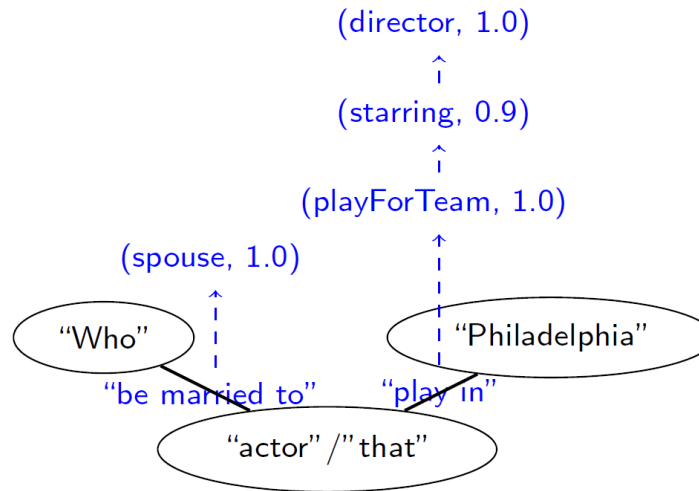 (director, 1.0)
(starring, 0.9)
(playForTeam, 1.0)
(spouse, 1.0)
“Who”
“Philadelphia”
“be married to”
“play in”
“actor”/”that”